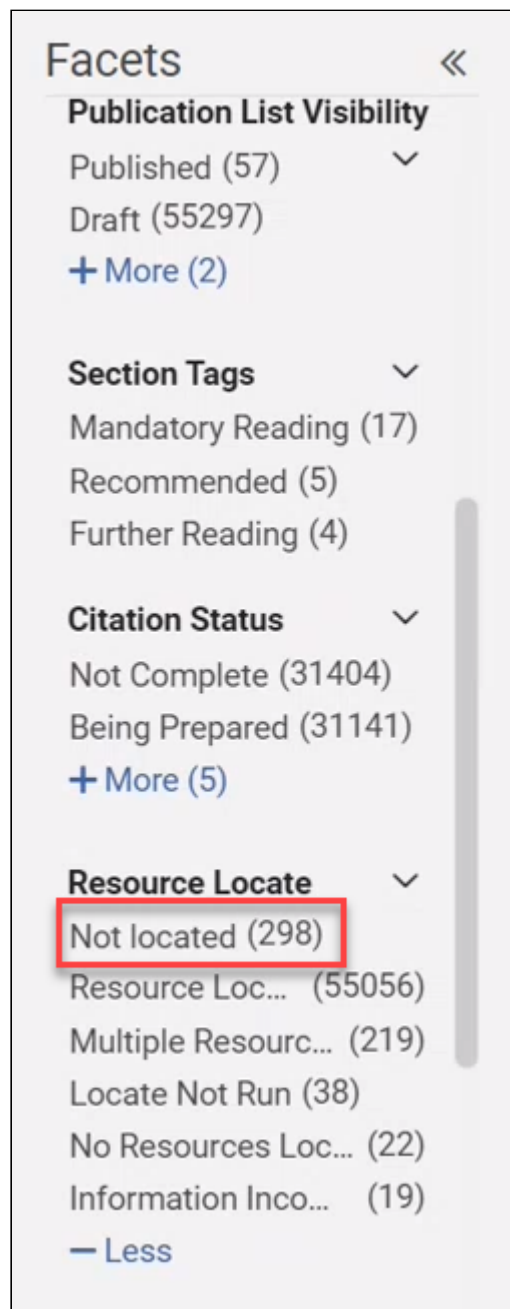 Facets
Publication List Visibility
Published (57)
Draft (55297)
+ More (2)
Section Tags
Mandatory Reading (17)
Recommended (5)
Further Reading (4)
Citation Status
Not Complete (31404)
Being Prepared (31141)
+ More (5)
Resource Locate
Not located (298)
Resource Loc... (55056)
Multiple Resourc... (219)
Locate Not Run (38)
No Resources Loc... (22)
Information Inco... (19)
− Less